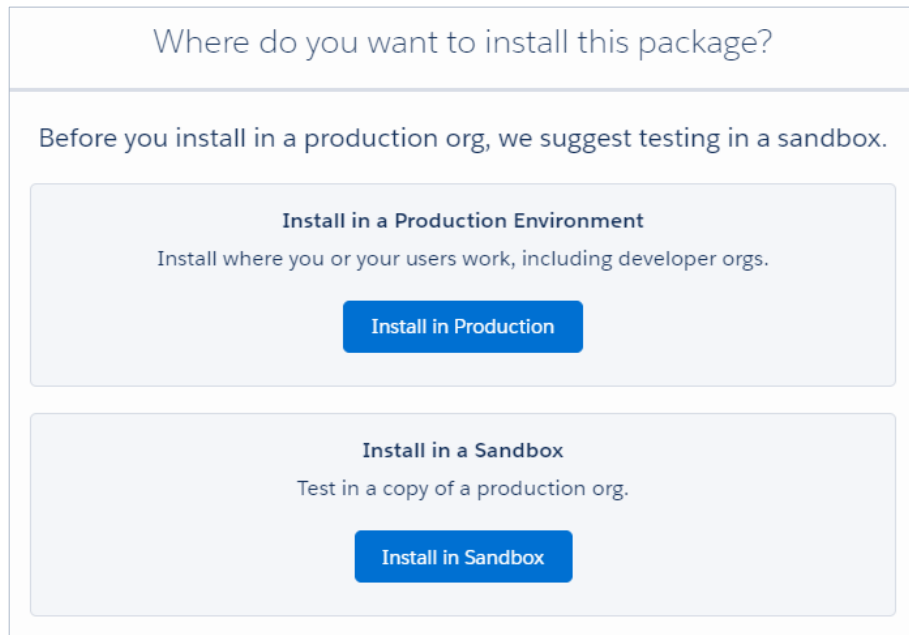 Where do you want to install this package?
Before you install in a production org, we suggest testing in a sandbox.
Install in a Production Environment
Install where you or your users work, including developer orgs.
Install in Production
Install in a Sandbox
Test in a copy of a production org.
Install in Sandbox